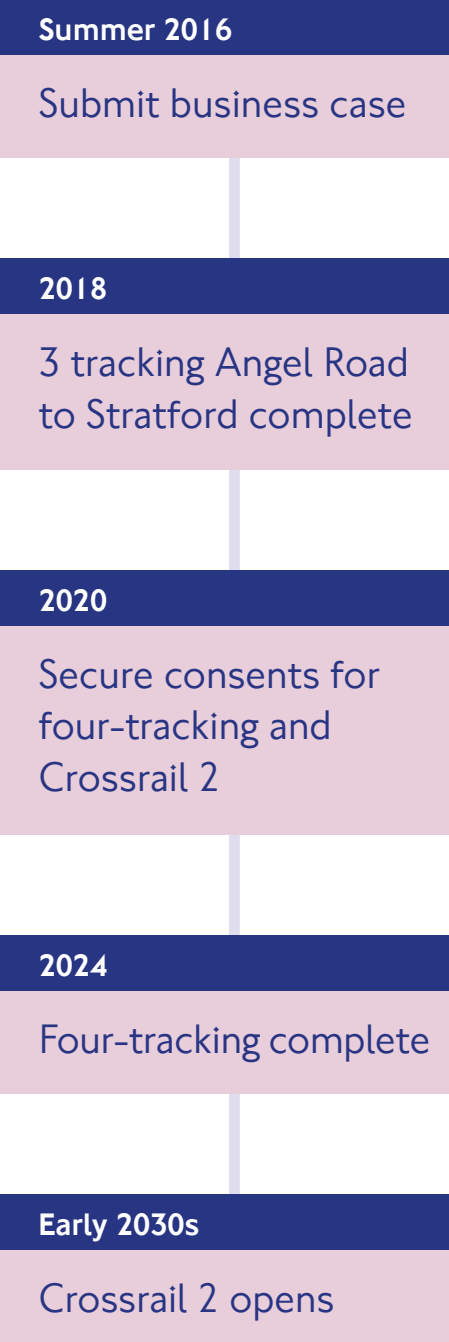 Summer 2016
Submit business case
2018
3 tracking Angel Road
to Stratford complete
2020
Secure consents for
four-tracking and
Crossrail 2
2024
Four-tracking complete
Early 2030s
Crossrail 2 opens